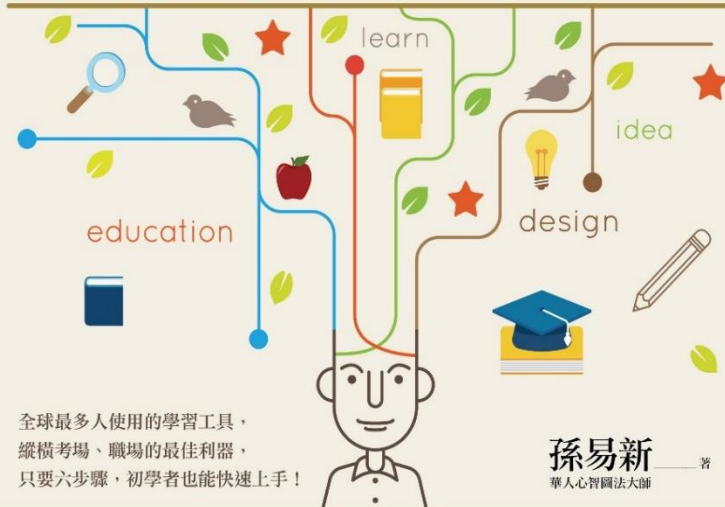 learn
idea
design
education
全球最多人使用的學習工具，
縱橫考場、職場的最佳利器，
只要六步驟，初學者也能快速上手！
孫易新＿＿著
華人心智圖法大師